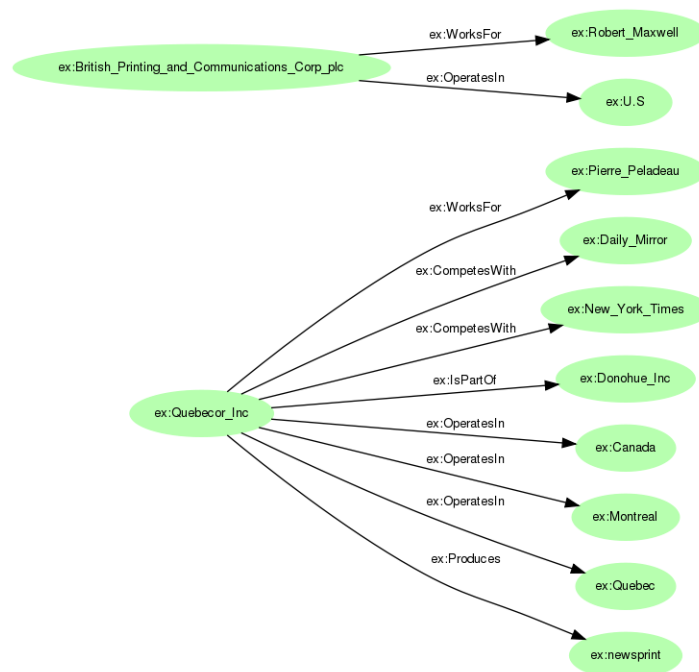 ex:WorksFor
ex:Robert_Maxwell
ex:British_Printing_and_Communications_Corp_plc
ex:OperatesIn
ex:U.S
ex:Pierre_Peladeau
ex:WorksFor
ex:Daily_Mirror
ex:CompetesWith
ex:New_York_Times
ex:CompetesWith
ex:IsPartOf
ex:Donohue_Inc
ex:Quebecor_Inc
ex:OperatesIn
ex:Canada
ex:OperatesIn
ex:Montreal
ex:OperatesIn
ex:Quebec
ex:Produces
ex:newsprint